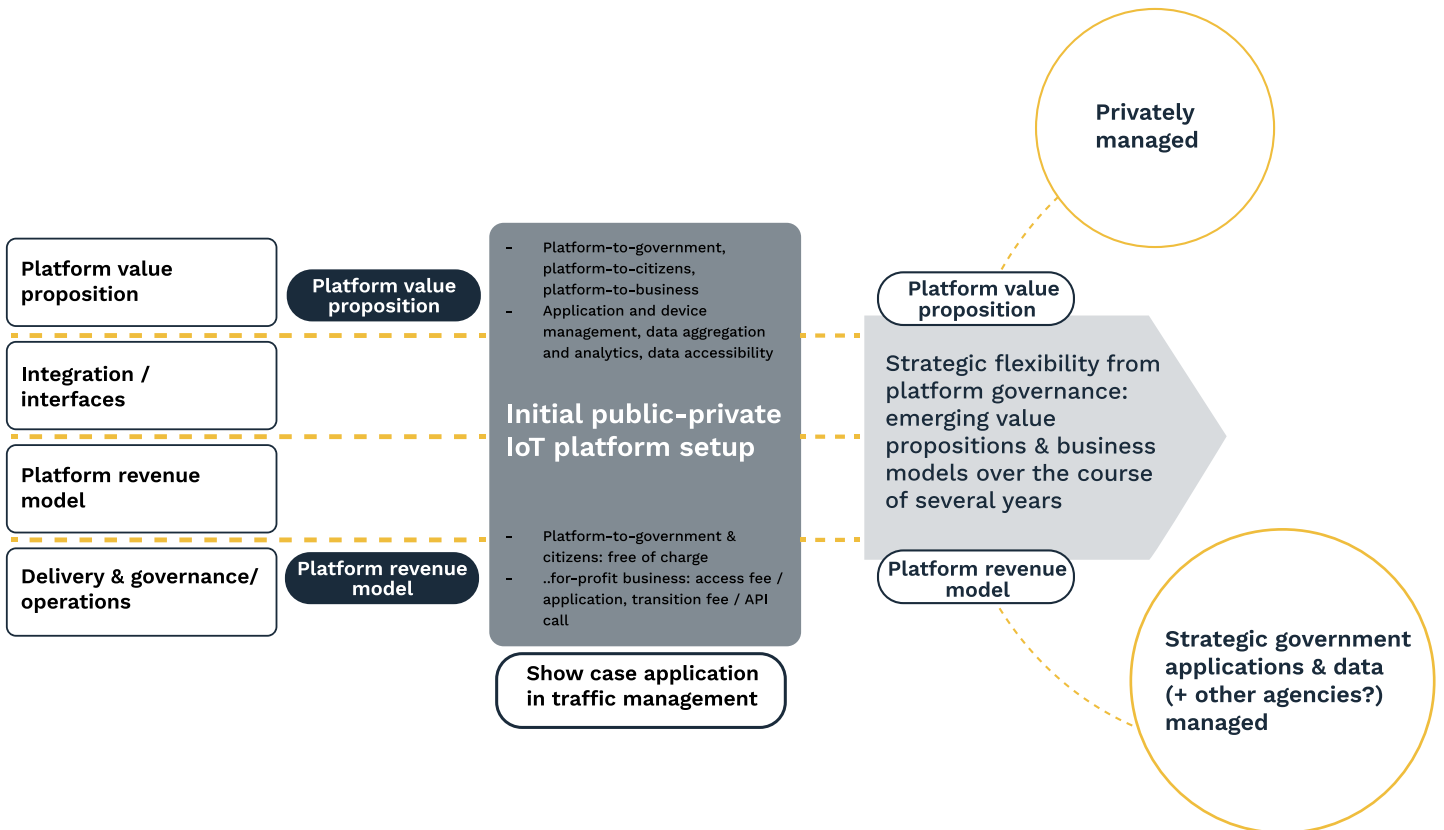 Privately
managed
Platform value
proposition
Integration /
interfaces
Platform revenue
model
Delivery & governance/
operations
Platform value
proposition
Platform revenue
model
- Platform-to-government,
platform-to-citizens,
platform-to-business
- Application and device
management, data aggregation
and analytics, data accessibility
Initial public-private
IoT platform setup
- Platform-to-government &
citizens: free of charge
- ..for-profit business: access fee /
application, transition fee / API
call
Show case application
in traffic management
Platform value
proposition
Strategic flexibility from
platform governance:
emerging value
propositions & business
models over the course
of several years
Platform revenue
model
Strategic government
applications & data
(+ other agencies?)
managed